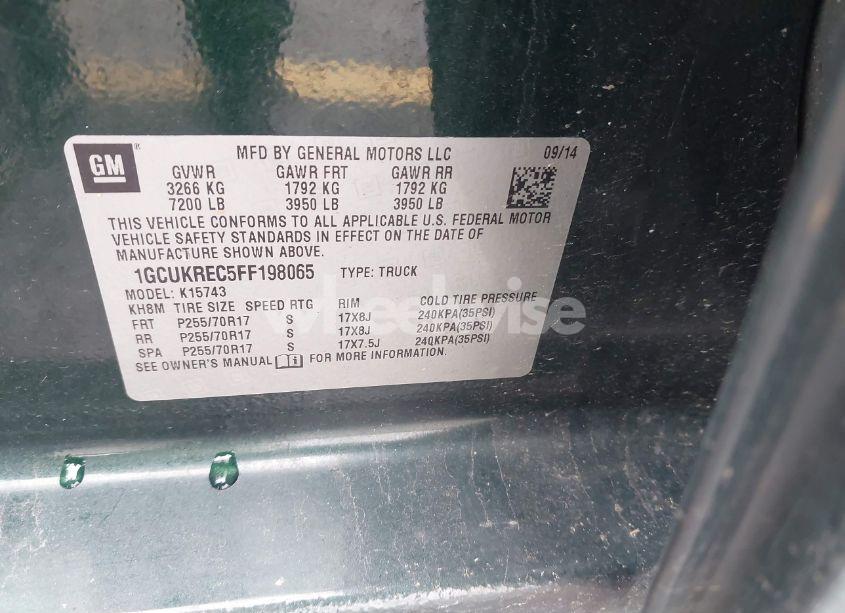 GM
MFD BY GENERAL MOTORS LLC 09/14
GVWR GAWR FRT GAWR RR
3266 KG 1792 KG 1792 KG
7200 LB 3950 LB 3950 LB
THIS VEHICLE CONFORMS TO ALL APPLICABLE U.S. FEDERAL MOTOR
VEHICLE SAFETY STANDARDS IN EFFECT ON THE DATE OF
MANUFACTURE SHOWN ABOVE.
1GCUKREC5FF198065 TYPE: TRUCK
MODEL: K15743
KH8M TIRE SIZE SPEED RTG RIM COLD TIRE PRESSURE
FRT P255/70R17 S 17X8J 240KPA(35PSI)
RR P255/70R17 S 17X8J 240KPA(35PSI)
SPA P255/70R17 S 17X7.5J 240KPA(35PSI)
SEE OWNER'S MANUAL FOR MORE INFORMATION.
wheelwise